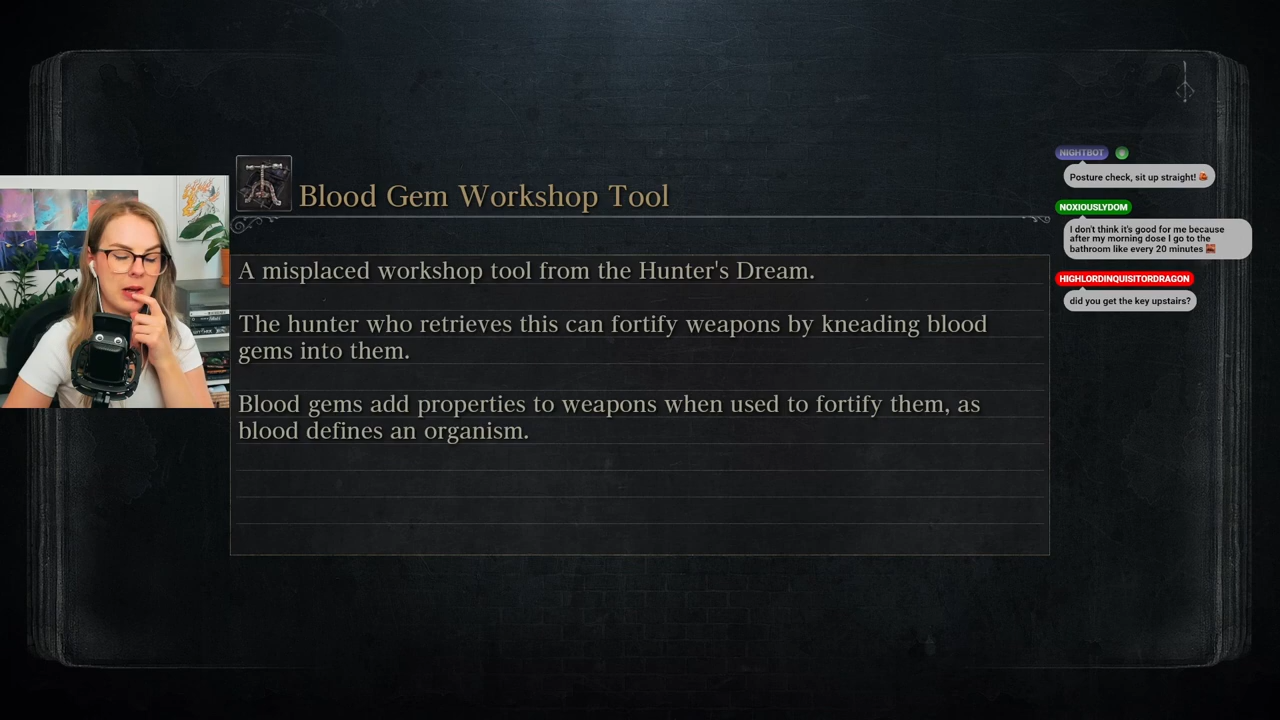 Blood Gem Workshop Tool
A misplaced workshop tool from the Hunter's Dream.
The hunter who retrieves this can fortify weapons by kneading blood
gems into them.
Blood gems add properties to weapons when used to fortify them, as
blood defines an organism.
NIGHTBOT
Posture check, sit up straight!
NOXIOUSLYDOM
I don't think it's good for me because
after my morning dose I go to the
bathroom like every 20 minutes
HIGHLORDINQUISITORDRAGON
did you get the key upstairs?